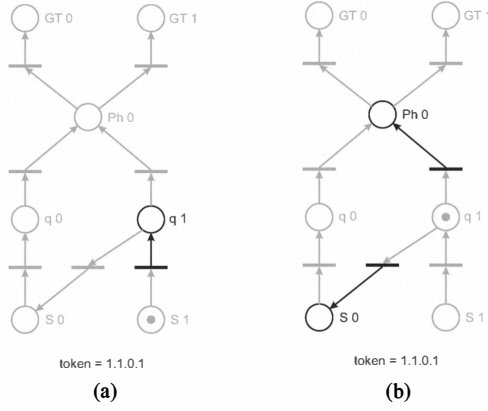 GT 0 GT 1 GT 0 GT 1
Ph 0 Ph 0
q 0 q 1 q 0 q 1
S 0 S 1 S 0 S 1
token = 1.1.0.1 token = 1.1.0.1
(a) (b)